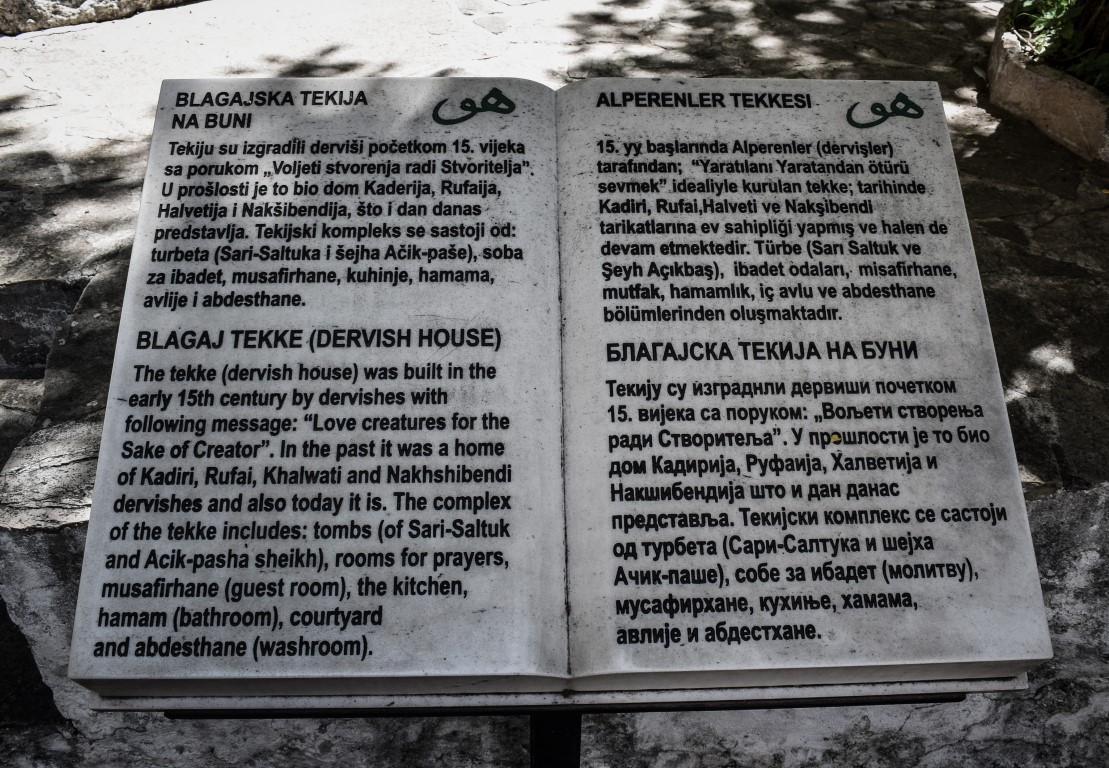 BLAGAJSKA TEKIJA
NA BUNI
هو
Tekiju su izgradili derviši početkom 15. vijeka
sa porukom „Voljeti stvorenja radi Stvoritelja”.
U prošlosti je to bio dom Kaderija, Rufaija,
Halvetija i Nakšibendija, što i dan danas
predstavlja. Tekijski kompleks se sastoji od:
turbeta (Sari-Saltuka i šejha Ačik-paše), soba
za ibadet, musafirhane, kuhinje, hamama,
avlije i abdesthane.
BLAGAJ TEKKE (DERVISH HOUSE)
The tekke (dervish house) was built in the
early 15th century by dervishes with
following message: “Love creatures for the
Sake of Creator”. In the past it was a home
of Kadiri, Rufai, Khalwati and Nakhshibendi
dervishes and also today it is. The complex
of the tekke includes: tombs (of Sari-Saltuk
and Acik-pasha sheikh), rooms for prayers,
musafirhane (guest room), the kitchen,
hamam (bathroom), courtyard
and abdesthane (washroom).
ALPERENLER TEKKESI
هو
15. yy başlarında Alperenler (dervişler)
tarafından; “Yaratılanı Yaratandan ötürü
sevmek” idealiyle kurulan tekke; tarihinde
Kadiri, Rufai,Halveti ve Nakşibendi
tarikatlarına ev sahipliği yapmış ve halen de
devam etmektedir. Türbe (Sarı Saltuk ve
Şeyh Açıkbaş), ibadet odaları, misafirhane,
mutfak, hamamlık, iç avlu ve abdesthane
bölümlerinden oluşmaktadır.
БЛАГАЈСКА ТЕКИЈА НА БУНИ
Текију су изграднли дервиши почетком
15. вијека са поруком: „Вољети створења
ради Створитеља”. У прошлости је то био
дом Кадирија, Руфаија, Халветија и
Накшибендија што и дан данас
представља. Текијски комплекс се састоји
од турбета (Сари-Салтука и шејха
Ачик-паше), собе за ибадет (молитву),
мусафирхане, кухиње, хамама,
авлије и абдестхане.